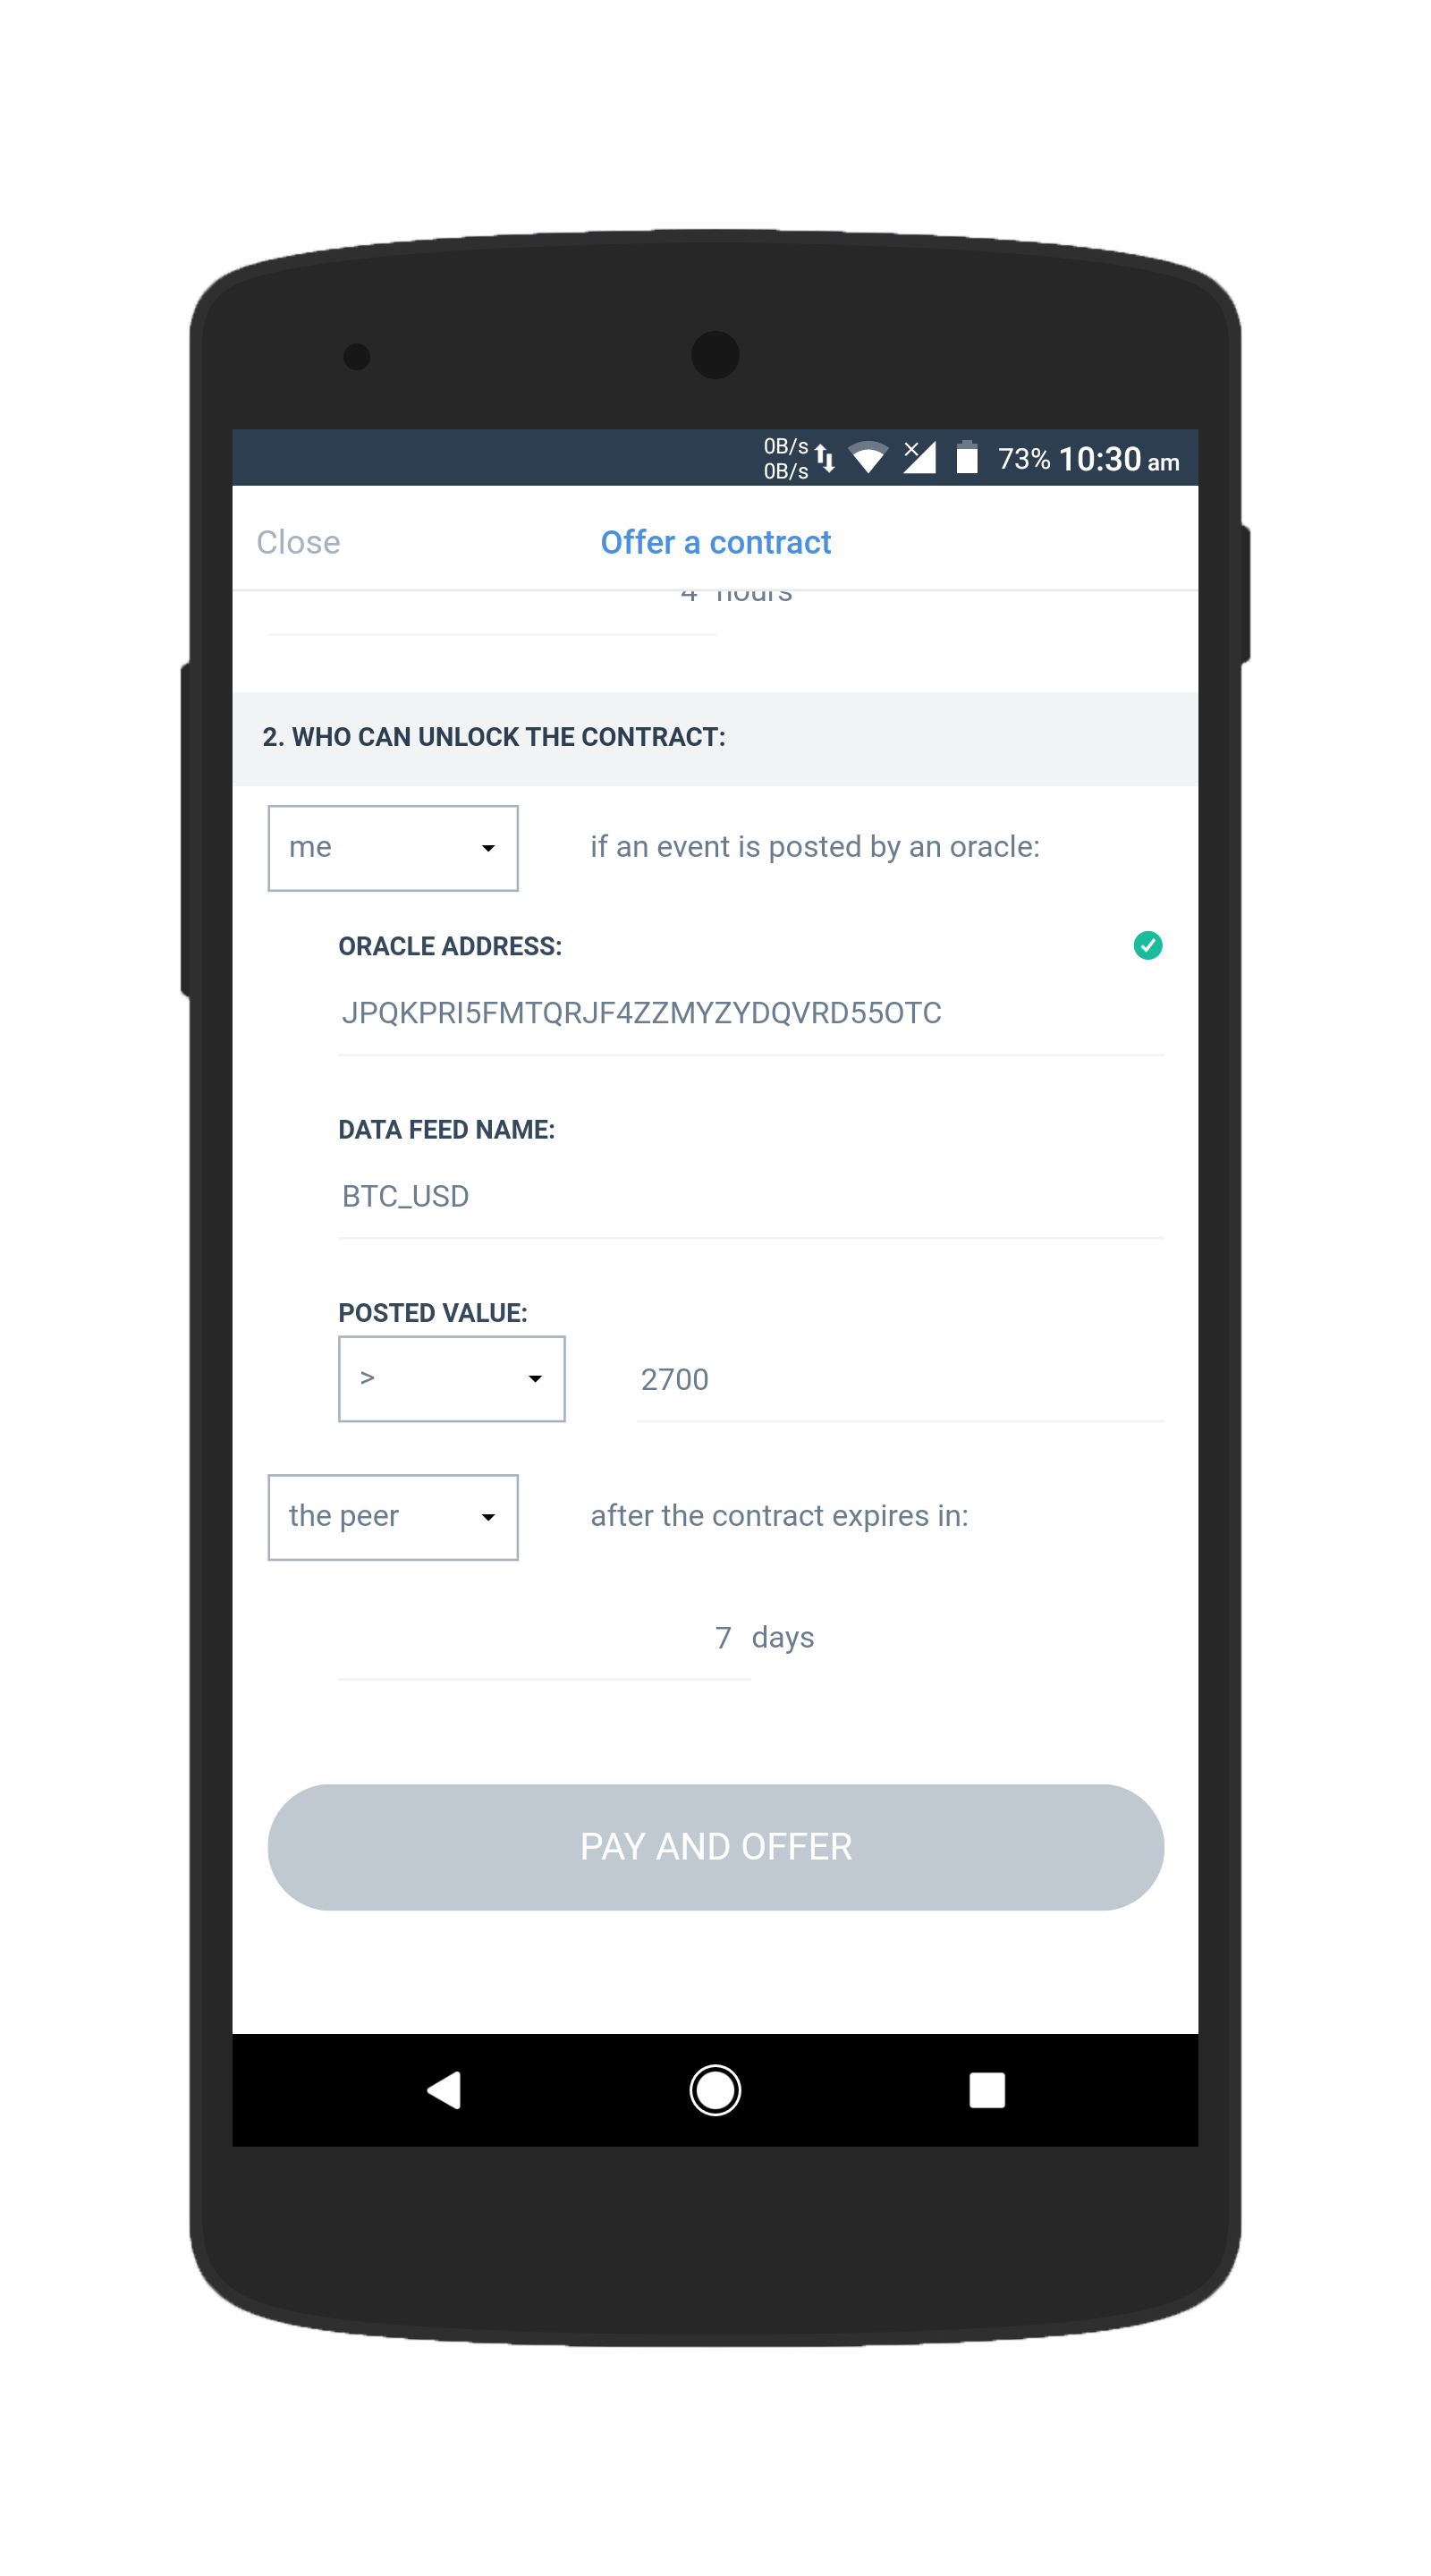 0B/s
0B/s
73% 10:30 am
Close Offer a contract
4 hours
2. WHO CAN UNLOCK THE CONTRACT:
me if an event is posted by an oracle:
ORACLE ADDRESS:
JPQKPRI5FMTQRJF4ZZMYZYDQVRD55OTC
DATA FEED NAME:
BTC_USD
POSTED VALUE:
> 2700
the peer after the contract expires in:
7 days
PAY AND OFFER